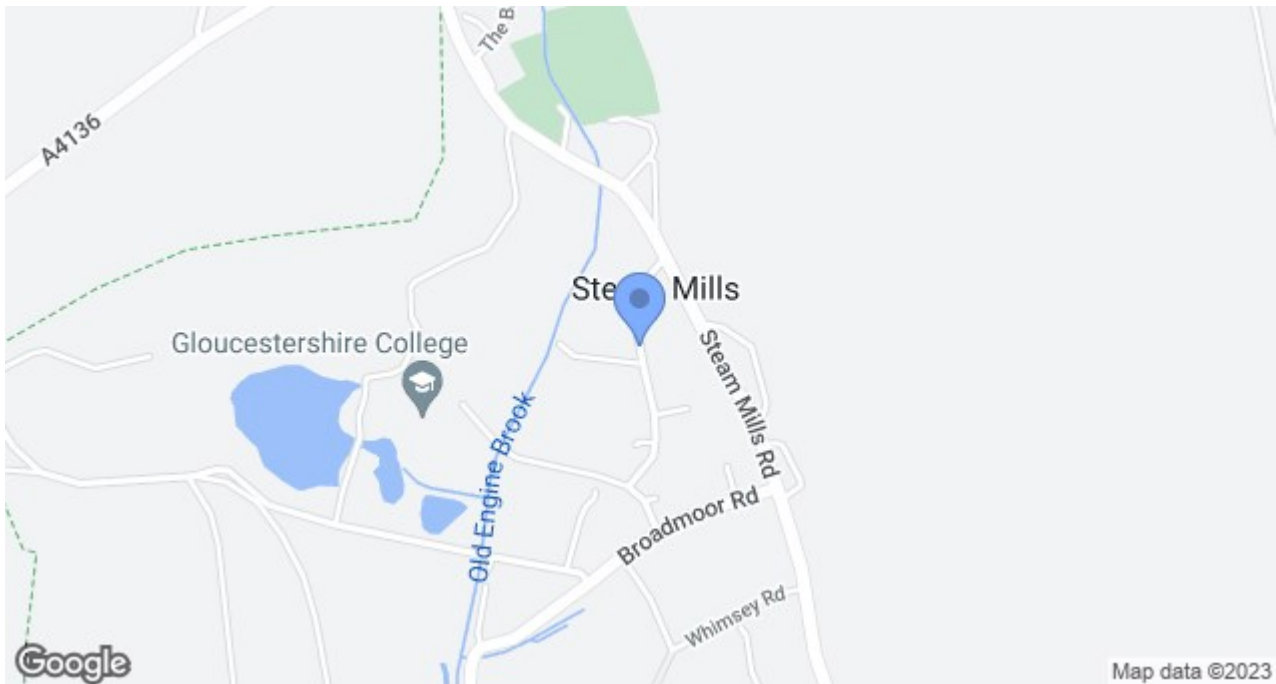 The B
A4136
Steam Mills
Gloucestershire College
Steam Mills Rd
Old Engine Brook
Broadmoor Rd
Whimsey Rd
Google
Map data ©2023